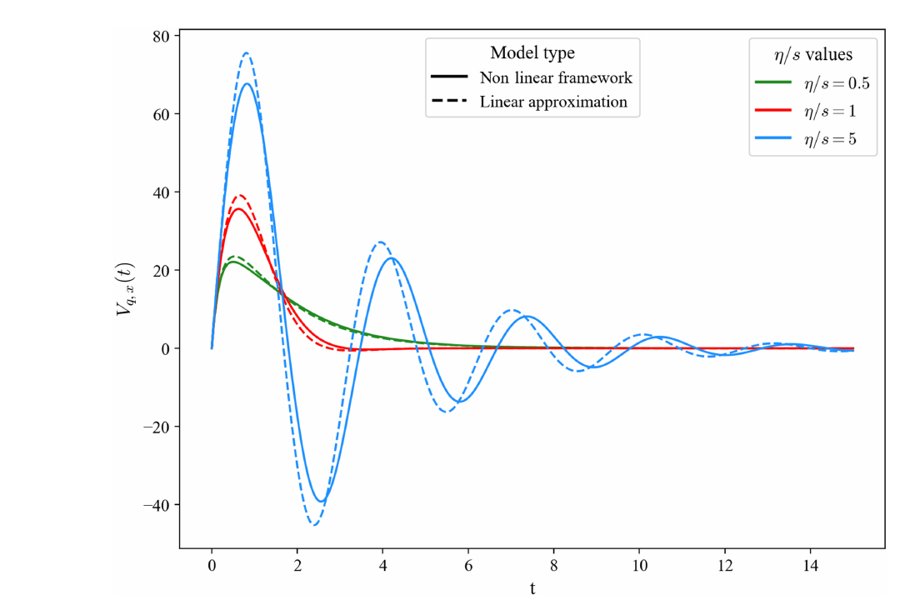 80
60
40
20
0
−20
−40
V_{q,x}(t)
0 2 4 6 8 10 12 14
t
Model type
Non linear framework
Linear approximation
η/s values
η/s = 0.5
η/s = 1
η/s = 5